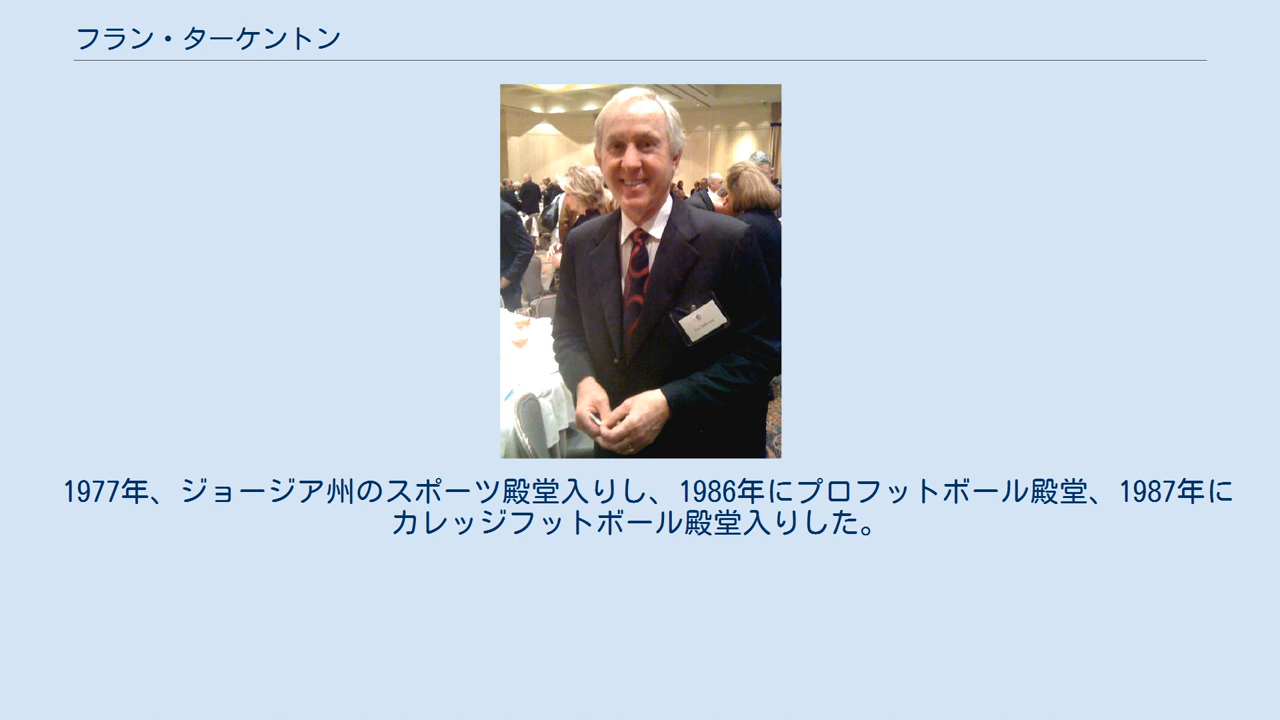 フラン・ターケントン
1977年、ジョージア州のスポーツ殿堂入りし、1986年にプロフットボール殿堂、1987年に
カレッジフットボール殿堂入りした。